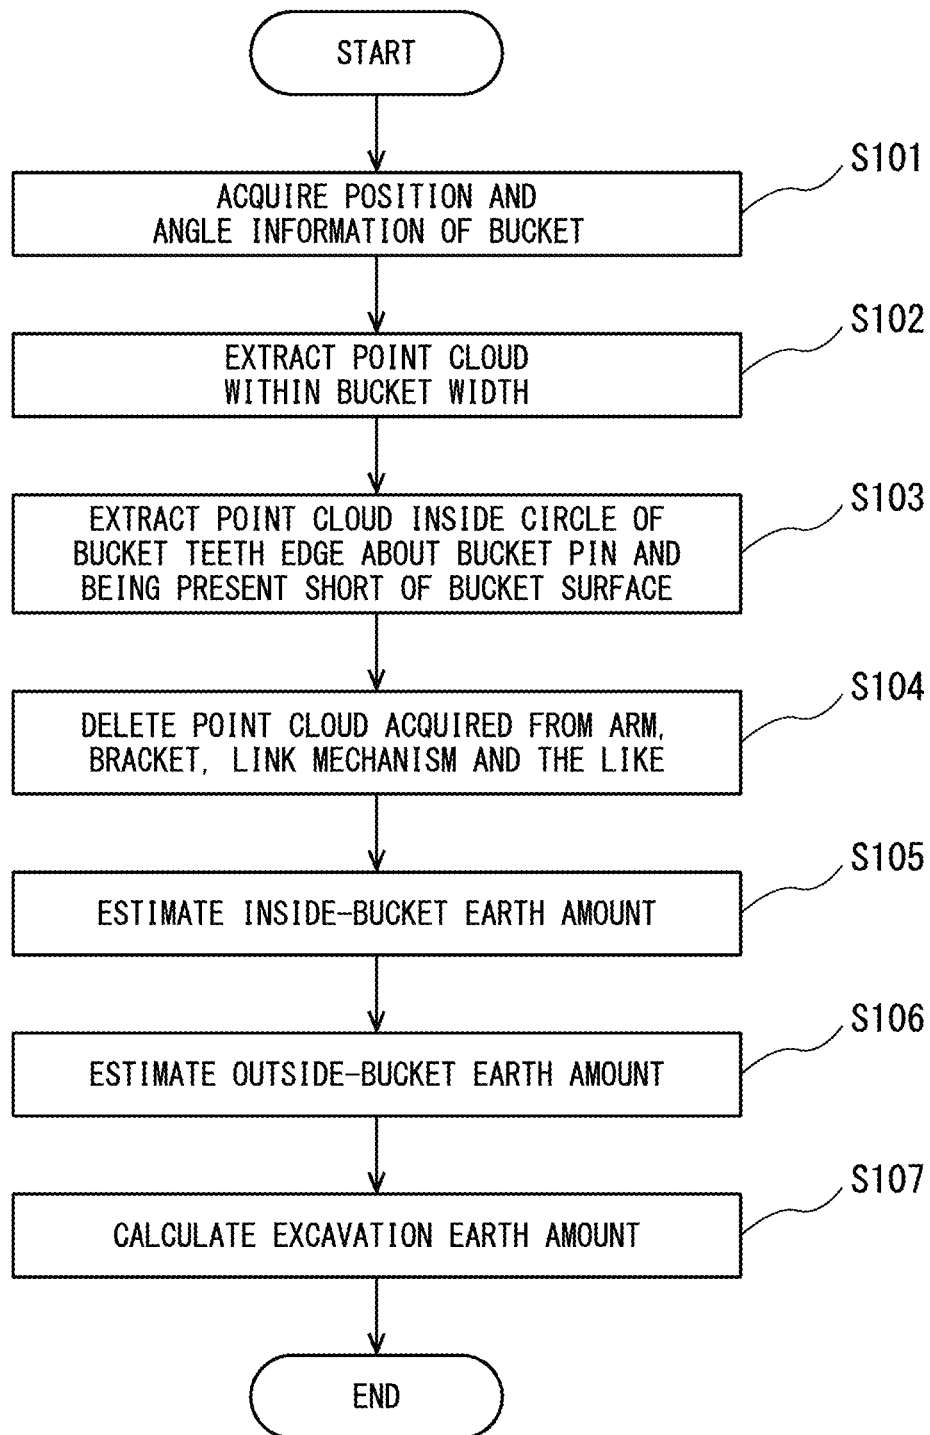 START
S101
ACQUIRE POSITION AND
ANGLE INFORMATION OF BUCKET
S102
EXTRACT POINT CLOUD
WITHIN BUCKET WIDTH
S103
EXTRACT POINT CLOUD INSIDE CIRCLE OF
BUCKET TEETH EDGE ABOUT BUCKET PIN AND
BEING PRESENT SHORT OF BUCKET SURFACE
S104
DELETE POINT CLOUD ACQUIRED FROM ARM,
BRACKET, LINK MECHANISM AND THE LIKE
S105
ESTIMATE INSIDE-BUCKET EARTH AMOUNT
S106
ESTIMATE OUTSIDE-BUCKET EARTH AMOUNT
S107
CALCULATE EXCAVATION EARTH AMOUNT
END